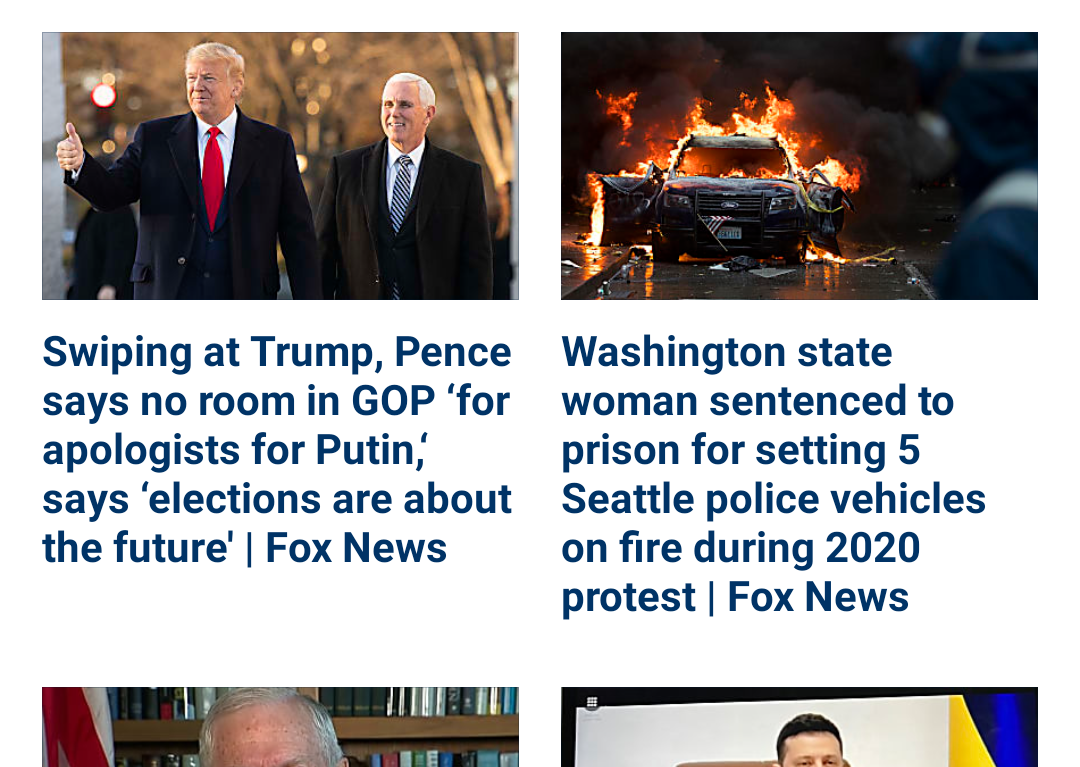 Swiping at Trump, Pence
says no room in GOP ‘for
apologists for Putin,‘
says ‘elections are about
the future' | Fox News
Washington state
woman sentenced to
prison for setting 5
Seattle police vehicles
on fire during 2020
protest | Fox News